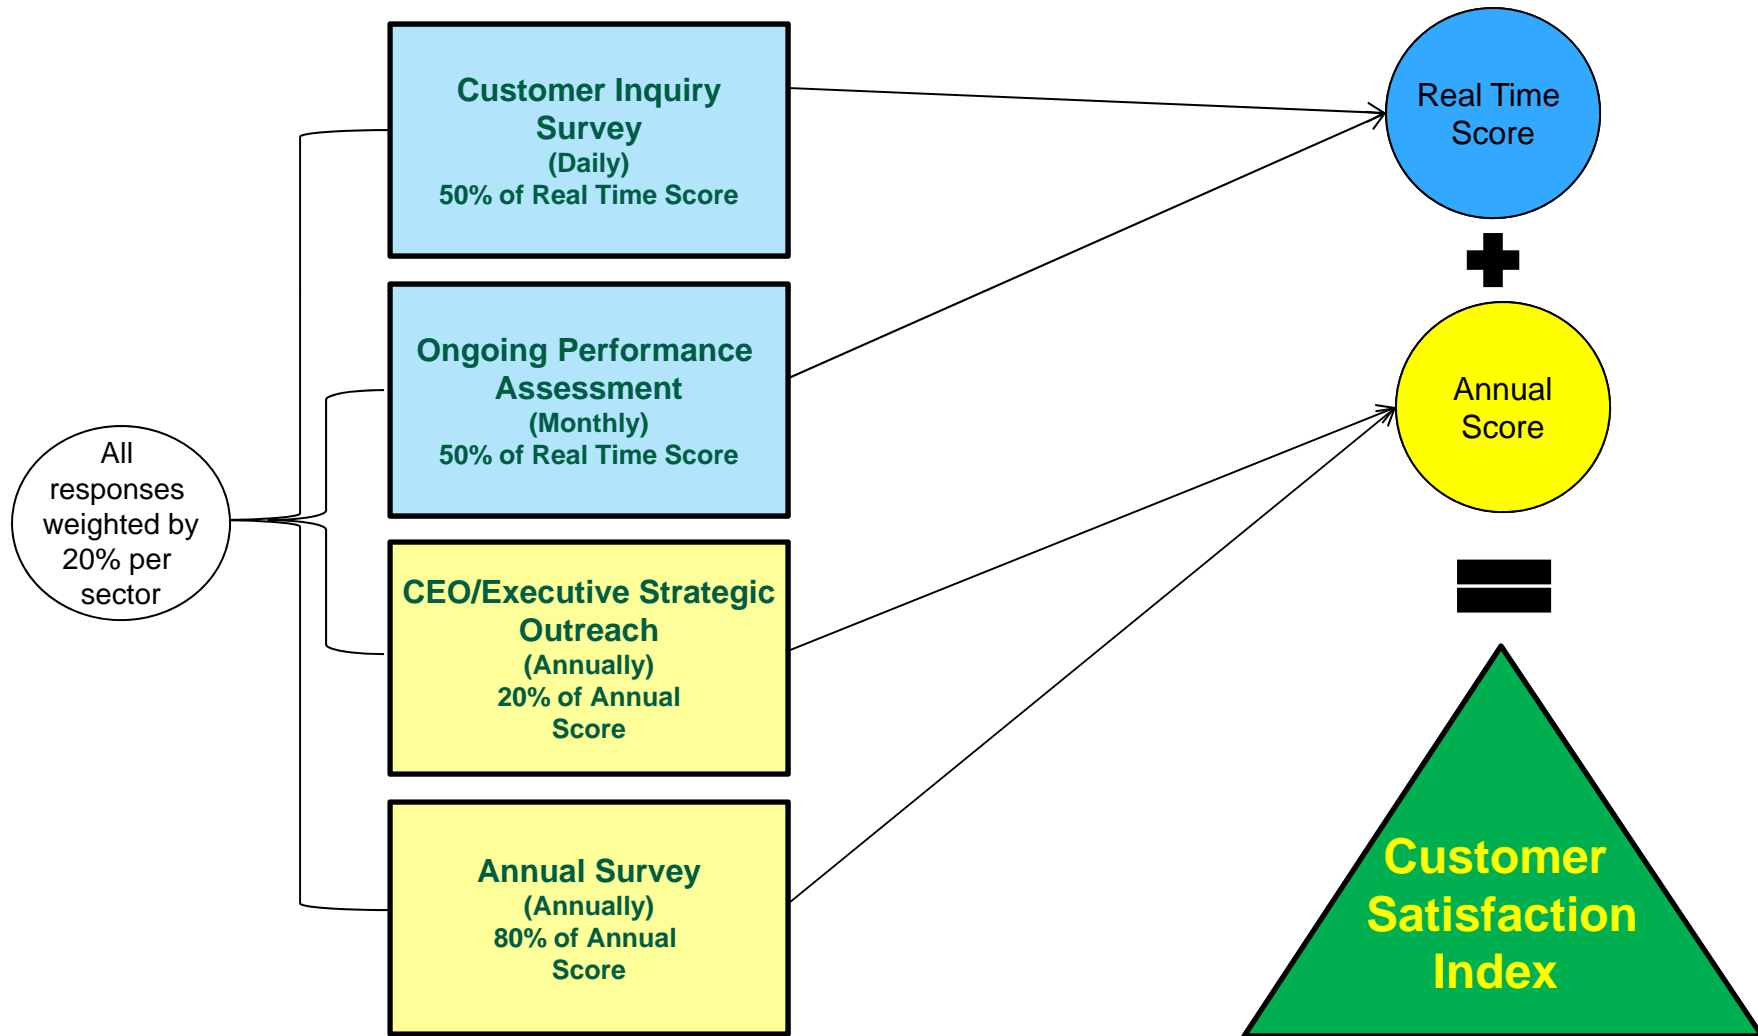 All
responses
weighted by
20% per
sector
Customer Inquiry
Survey
(Daily)
50% of Real Time Score
Ongoing Performance
Assessment
(Monthly)
50% of Real Time Score
CEO/Executive Strategic
Outreach
(Annually)
20% of Annual
Score
Annual Survey
(Annually)
80% of Annual
Score
Real Time
Score
Annual
Score
Customer
Satisfaction
Index